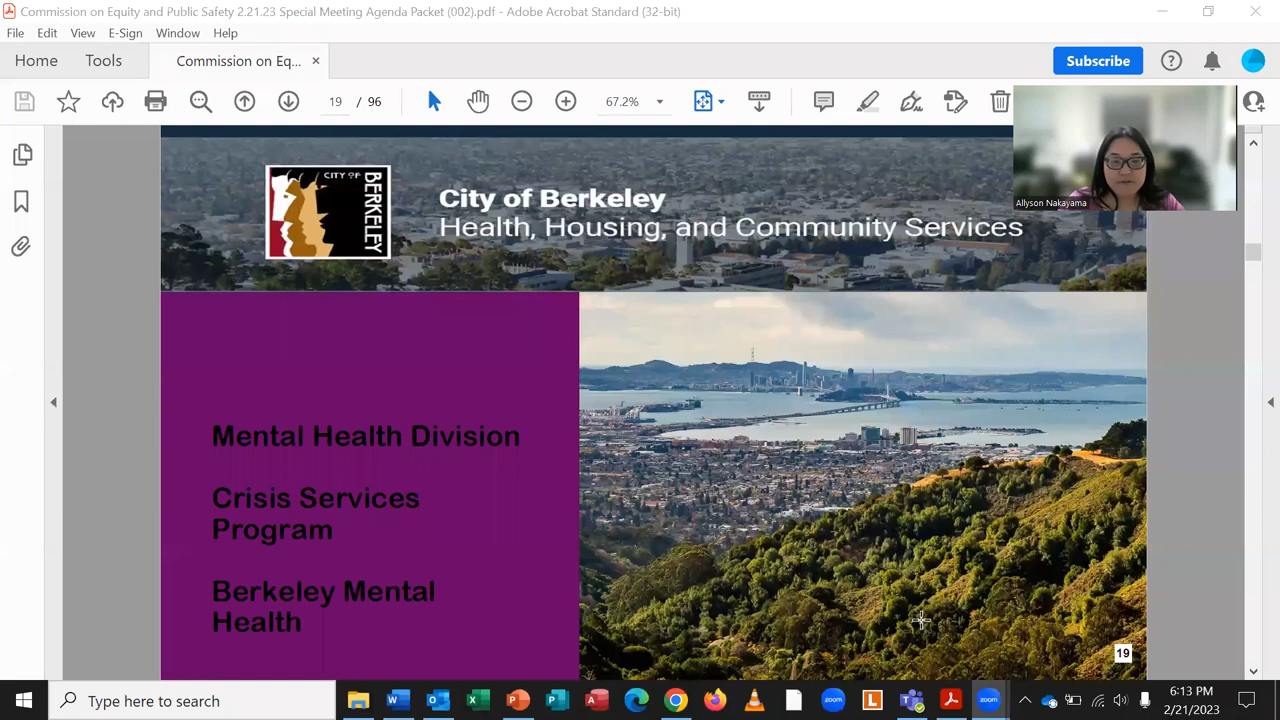 Commission on Equity and Public Safety 2.21.23 Special Meeting Agenda Packet (002).pdf - Adobe Acrobat Standard (32-bit)
File Edit View E-Sign Window Help
Home Tools Commission on Eq... × Subscribe
19 / 96 67.2%
CITY OF
BERKELEY
City of Berkeley
Health, Housing, and Community Services
Allyson Nakayama
Mental Health Division
Crisis Services
Program
Berkeley Mental
Health
19
Type here to search
zoom
zoom
6:13 PM
2/21/2023